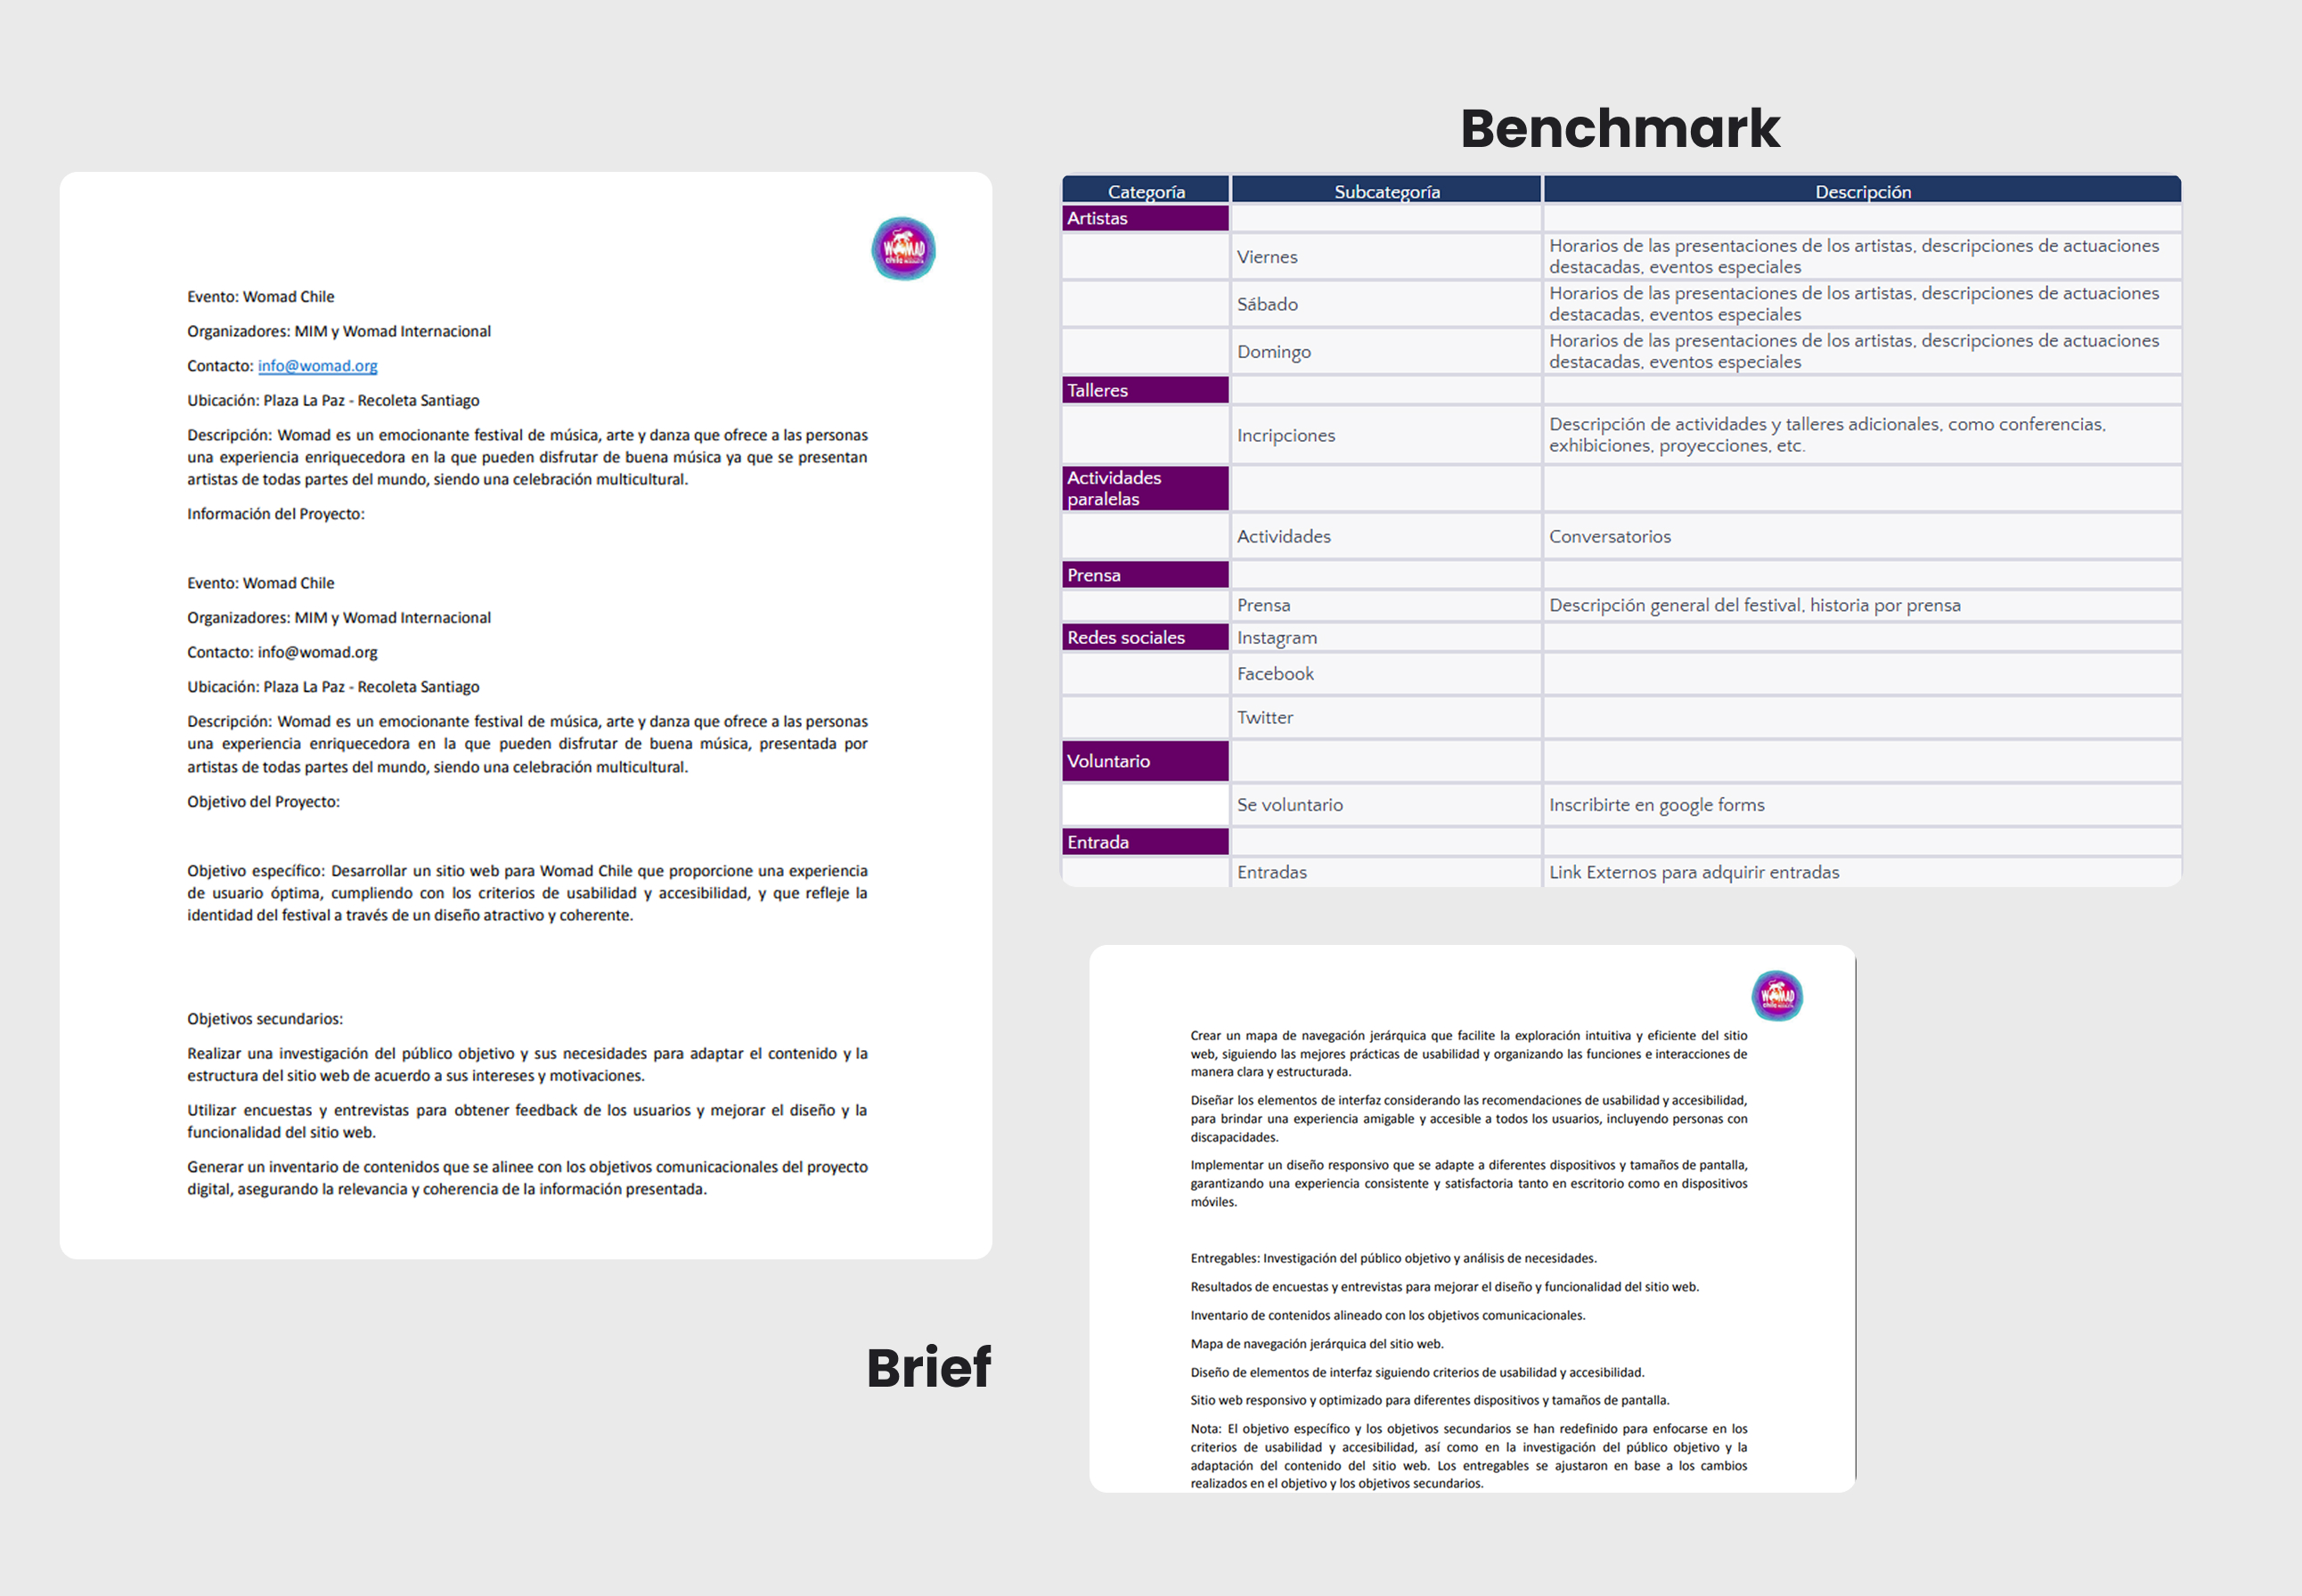 Benchmark
WOMAD
chile
Evento: Womad Chile
Organizadores: MIM y Womad Internacional
Contacto: info@womad.org
Ubicación: Plaza La Paz - Recoleta Santiago
Descripción: Womad es un emocionante festival de música, arte y danza que ofrece a las personas
una experiencia enriquecedora en la que pueden disfrutar de buena música ya que se presentan
artistas de todas partes del mundo, siendo una celebración multicultural.
Información del Proyecto:
Evento: Womad Chile
Organizadores: MIM y Womad Internacional
Contacto: info@womad.org
Ubicación: Plaza La Paz - Recoleta Santiago
Descripción: Womad es un emocionante festival de música, arte y danza que ofrece a las personas
una experiencia enriquecedora en la que pueden disfrutar de buena música, presentada por
artistas de todas partes del mundo, siendo una celebración multicultural.
Objetivo del Proyecto:
Objetivo específico: Desarrollar un sitio web para Womad Chile que proporcione una experiencia
de usuario óptima, cumpliendo con los criterios de usabilidad y accesibilidad, y que refleje la
identidad del festival a través de un diseño atractivo y coherente.
Objetivos secundarios:
Realizar una investigación del público objetivo y sus necesidades para adaptar el contenido y la
estructura del sitio web de acuerdo a sus intereses y motivaciones.
Utilizar encuestas y entrevistas para obtener feedback de los usuarios y mejorar el diseño y la
funcionalidad del sitio web.
Generar un inventario de contenidos que se alinee con los objetivos comunicacionales del proyecto
digital, asegurando la relevancia y coherencia de la información presentada.
Brief
Categoría Subcategoría Descripción
Artistas
Viernes Horarios de las presentaciones de los artistas, descripciones de actuaciones
destacadas, eventos especiales
Sábado Horarios de las presentaciones de los artistas, descripciones de actuaciones
destacadas, eventos especiales
Domingo Horarios de las presentaciones de los artistas, descripciones de actuaciones
destacadas, eventos especiales
Talleres
Incripciones Descripción de actividades y talleres adicionales, como conferencias,
exhibiciones, proyecciones, etc.
Actividades
paralelas
Actividades Conversatorios
Prensa
Prensa Descripción general del festival, historia por prensa
Redes sociales Instagram
Facebook
Twitter
Voluntario
Se voluntario Inscribirte en google forms
Entrada
Entradas Link Externos para adquirir entradas
WOMAD
chile
Crear un mapa de navegación jerárquica que facilite la exploración intuitiva y eficiente del sitio
web, siguiendo las mejores prácticas de usabilidad y organizando las funciones e interacciones de
manera clara y estructurada.
Diseñar los elementos de interfaz considerando las recomendaciones de usabilidad y accesibilidad,
para brindar una experiencia amigable y accesible a todos los usuarios, incluyendo personas con
discapacidades.
Implementar un diseño responsivo que se adapte a diferentes dispositivos y tamaños de pantalla,
garantizando una experiencia consistente y satisfactoria tanto en escritorio como en dispositivos
móviles.
Entregables: Investigación del público objetivo y análisis de necesidades.
Resultados de encuestas y entrevistas para mejorar el diseño y funcionalidad del sitio web.
Inventario de contenidos alineado con los objetivos comunicacionales.
Mapa de navegación jerárquica del sitio web.
Diseño de elementos de interfaz siguiendo criterios de usabilidad y accesibilidad.
Sitio web responsivo y optimizado para diferentes dispositivos y tamaños de pantalla.
Nota: El objetivo específico y los objetivos secundarios se han redefinido para enfocarse en los
criterios de usabilidad y accesibilidad, así como en la investigación del público objetivo y la
adaptación del contenido del sitio web. Los entregables se ajustaron en base a los cambios
realizados en el objetivo y los objetivos secundarios.